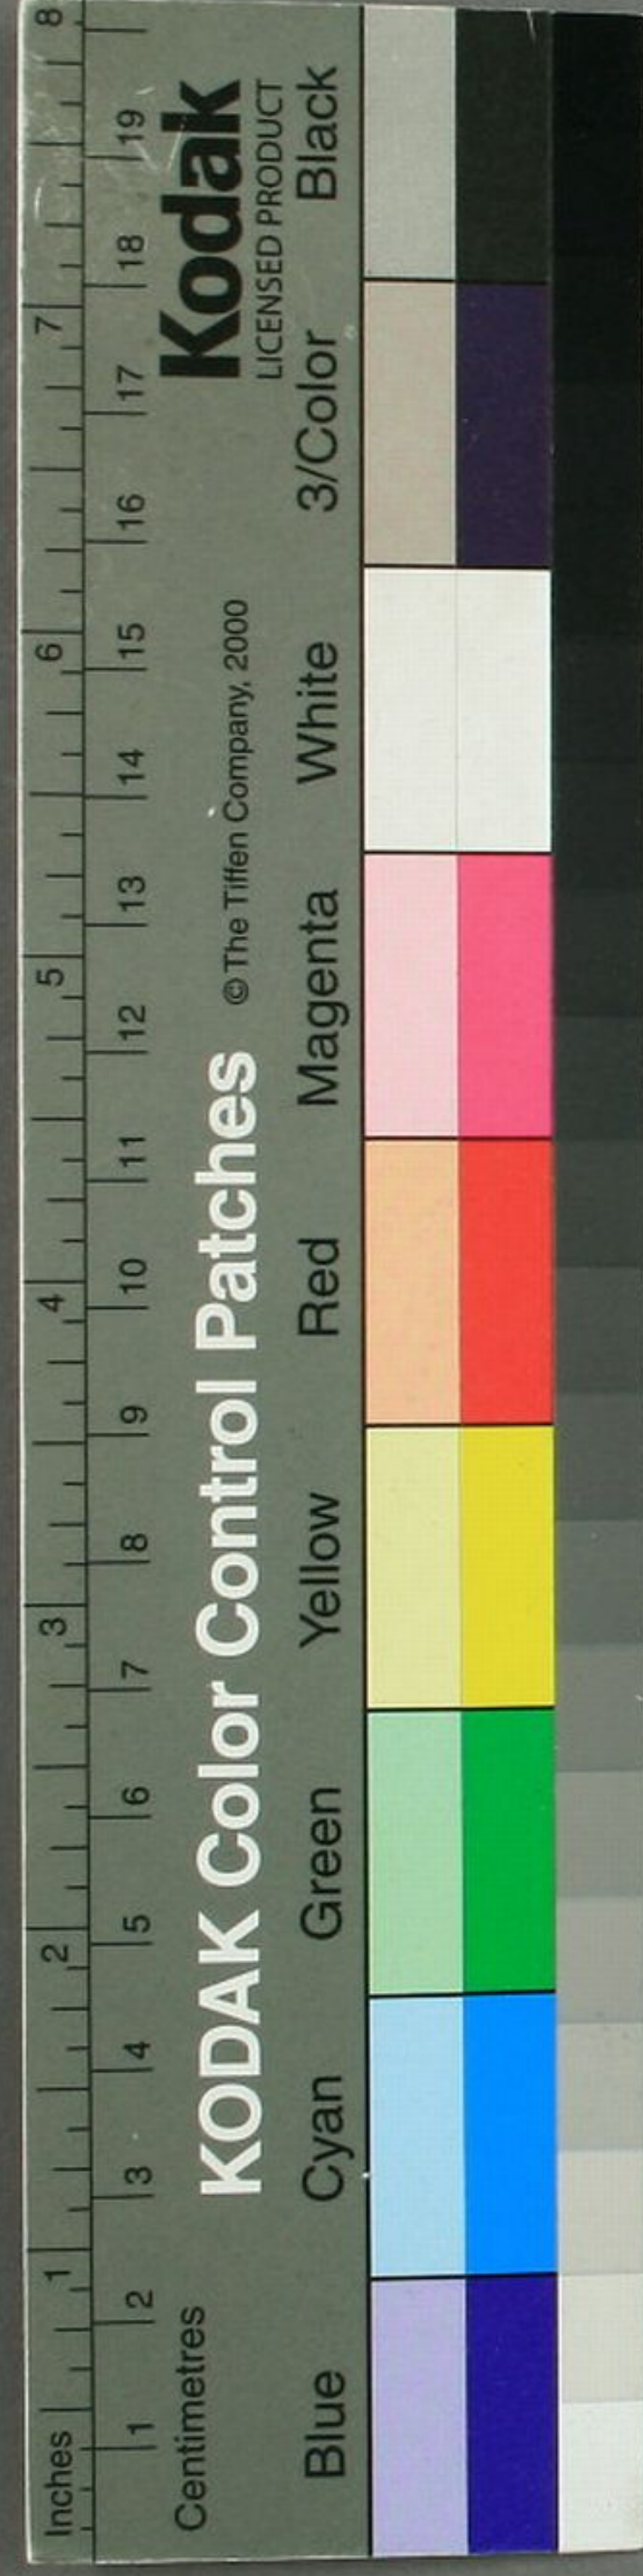 Inches 1 2 3 4 5 6 7 8
Centimetres 1 2 3 4 5 6 7 8 9 10 11 12 13 14 15 16 17 18 19
KODAK Color Control Patches © The Tiffen Company, 2000 Kodak
LICENSED PRODUCT
Blue Cyan Green Yellow Red Magenta White 3/Color Black